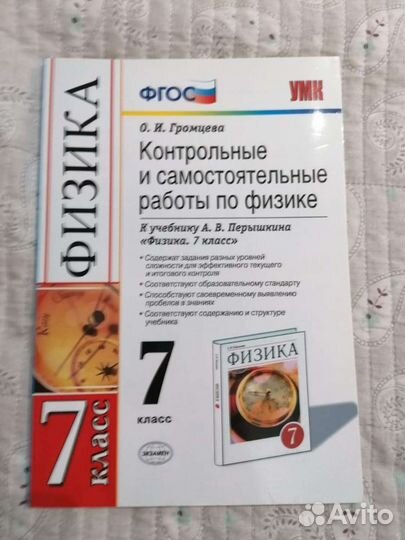 ФГОС
УМК
О. И. Громцева
Контрольные
и самостоятельные
работы по физике
К учебнику А. В. Перышкина
«Физика. 7 класс»
• Содержат задания разных уровней
сложности для эффективного текущего
и итогового контроля
• Соответствуют образовательному стандарту
• Способствуют своевременному выявлению
пробелов в знаниях
• Соответствуют содержанию и структуре
учебника
7
класс
ФИЗИКА
7
ЭКЗАМЕН
ФИЗИКА
7 класс
Avito